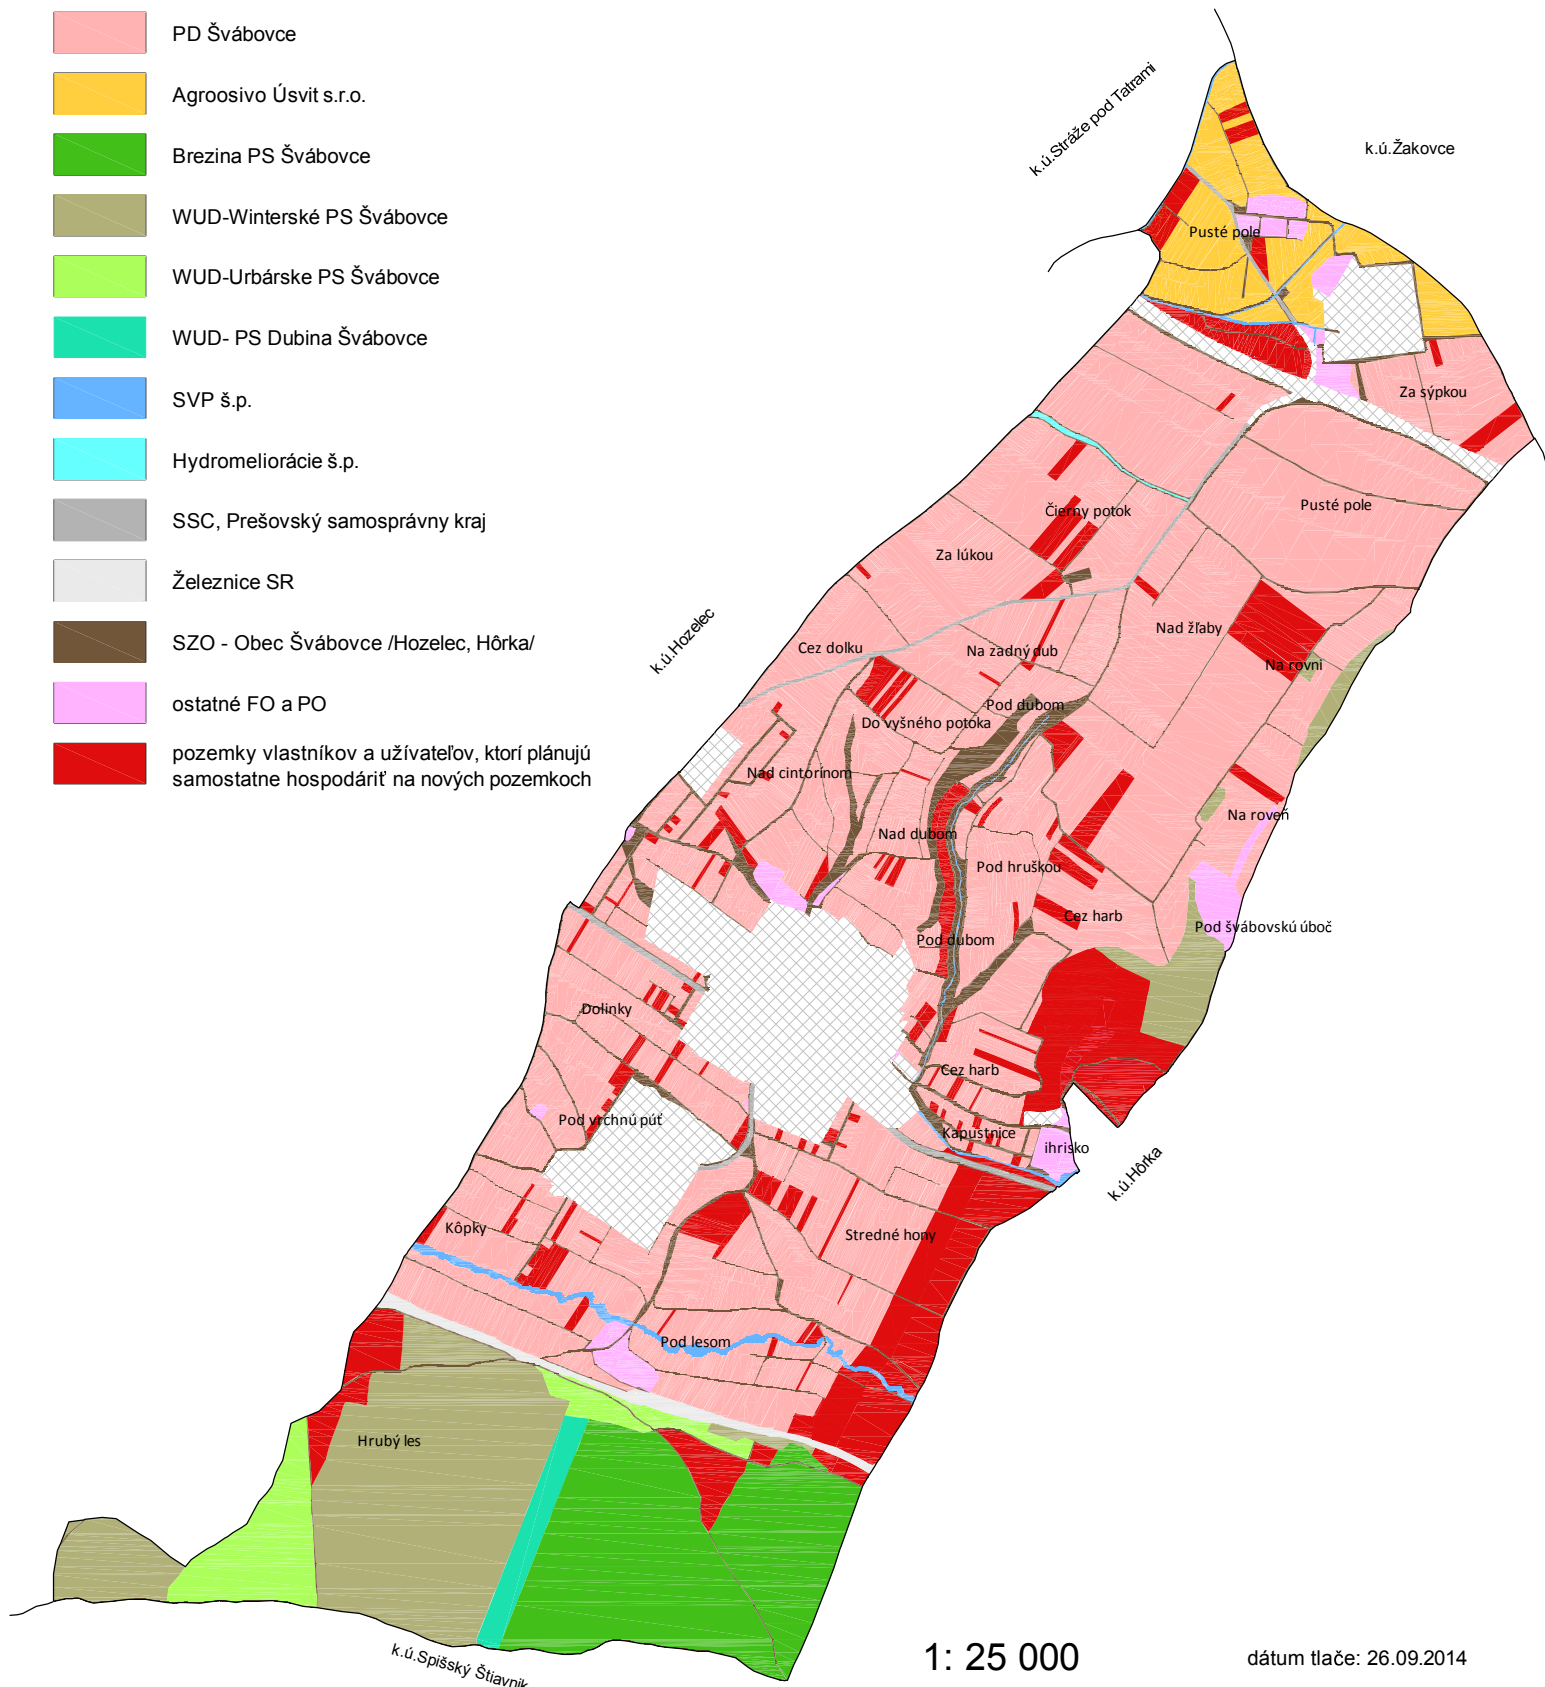 PD Švábovce
Agroosivo Úsvit s.r.o.
Brezina PS Švábovce
WUD-Winterské PS Švábovce
WUD-Urbárske PS Švábovce
WUD- PS Dubina Švábovce
SVP š.p.
Hydromeliorácie š.p.
SSC, Prešovský samosprávny kraj
Železnice SR
SZO - Obec Švábovce /Hozelec, Hôrka/
ostatné FO a PO
pozemky vlastníkov a užívateľov, ktorí plánujú
samostatne hospodáriť na nových pozemkoch
k.ú.Stráže pod Tatrami
k.ú.Žakovce
Pusté pole
Za sýpkou
Pusté pole
Čierny potok
Za lúkou
k.ú.Hozelec
Nad žľaby
Cez dolku
Na zadný dub
Na rovni
Pod dubom
Do vyšného potoka
Nad cintorínom
Na roveň
Nad dubom
Pod hruškou
Cez harb
Pod švábovskú úboč
Pod dubom
Dolinky
Cez harb
Pod vrchnú púť
Kapustnice
ihrisko
k.ú.Hôrka
Kôpky
Stredné hony
Pod lesom
Hrubý les
k.ú.Spišský Štiavnik
1: 25 000
dátum tlače: 26.09.2014